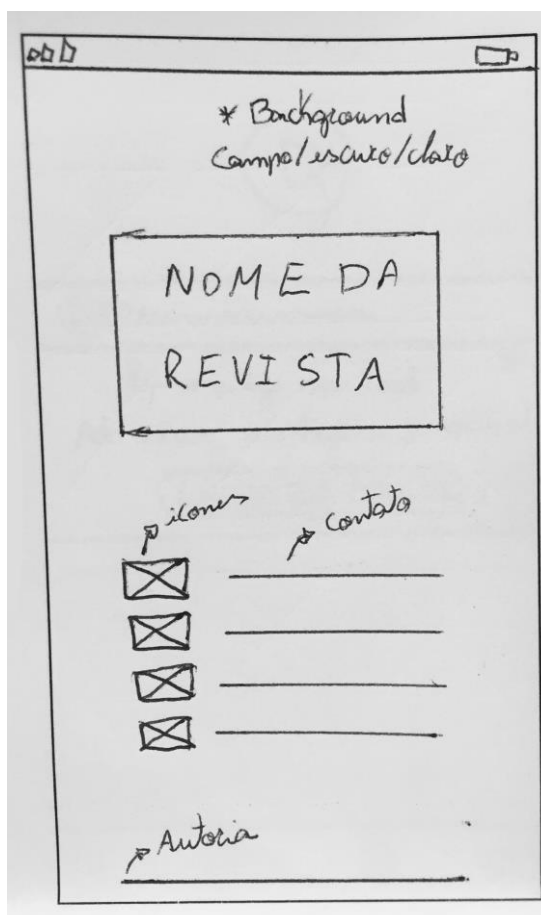 * Background
campo/escuro/claro
NOME DA
REVISTA
icones
contato
Autoria